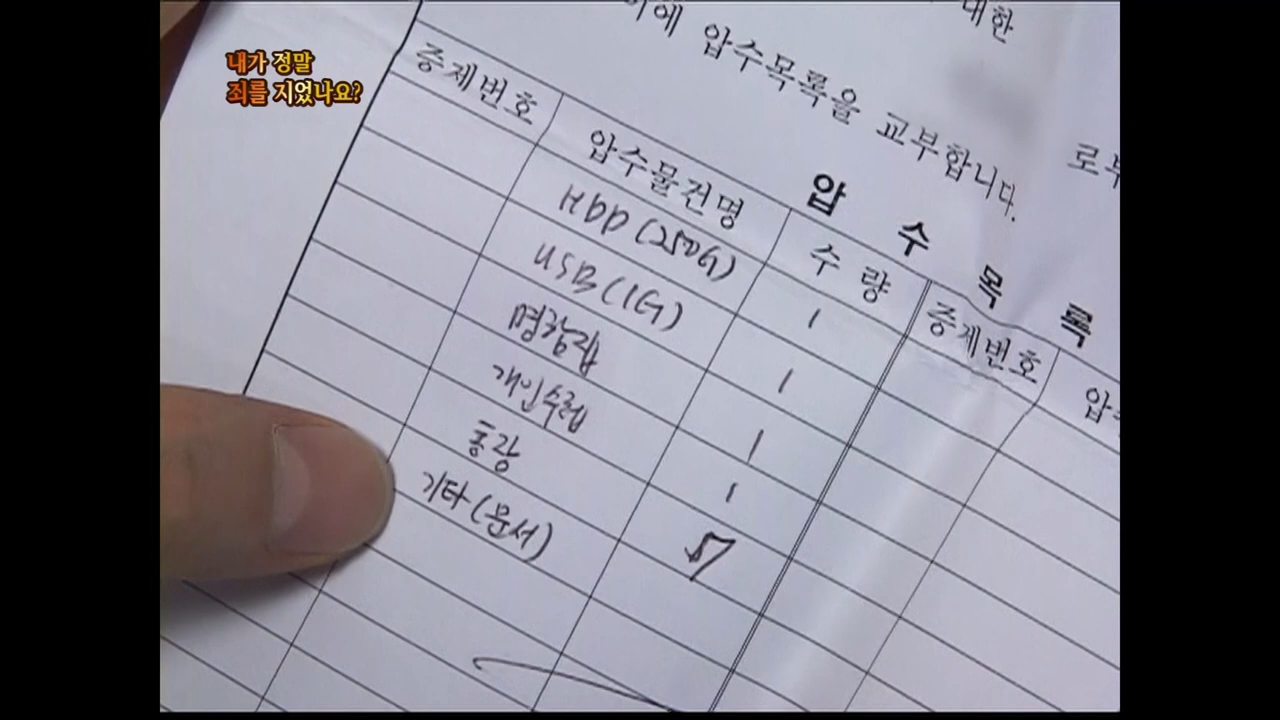 내가 정말
죄를 지었나요?
대한
이에 압수목록을 교부합니다.
로부
압 수 목 록
증제번호 압수물건명 수 량 증제번호 압수
HDD (250G) 1
USB (1G) 1
명함집 1
개인수첩 1
통장
기타 (문서)